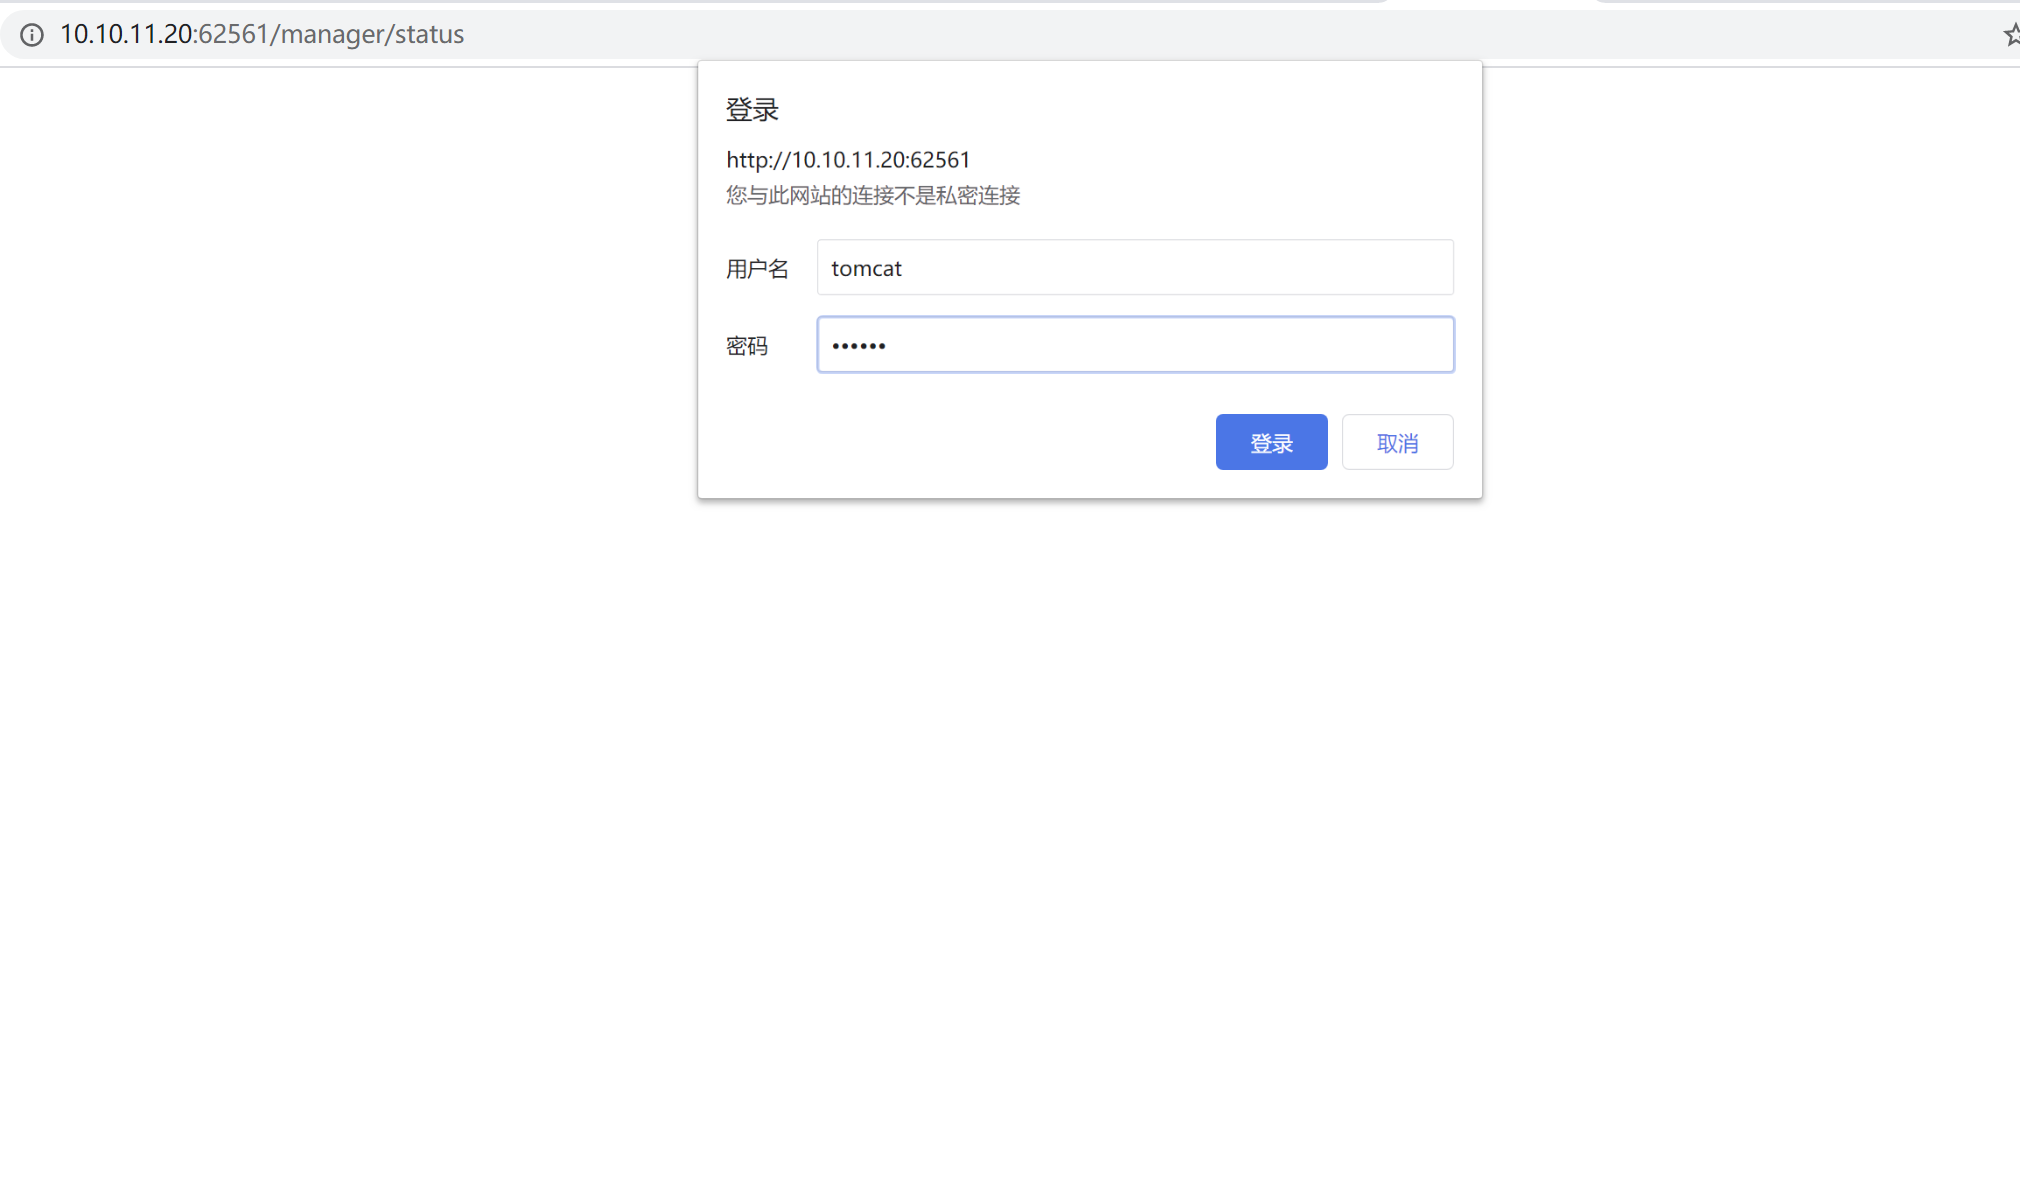 10.10.11.20:62561/manager/status
登录
http://10.10.11.20:62561
您与此网站的连接不是私密连接
用户名 tomcat
密码 ••••••
登录 取消